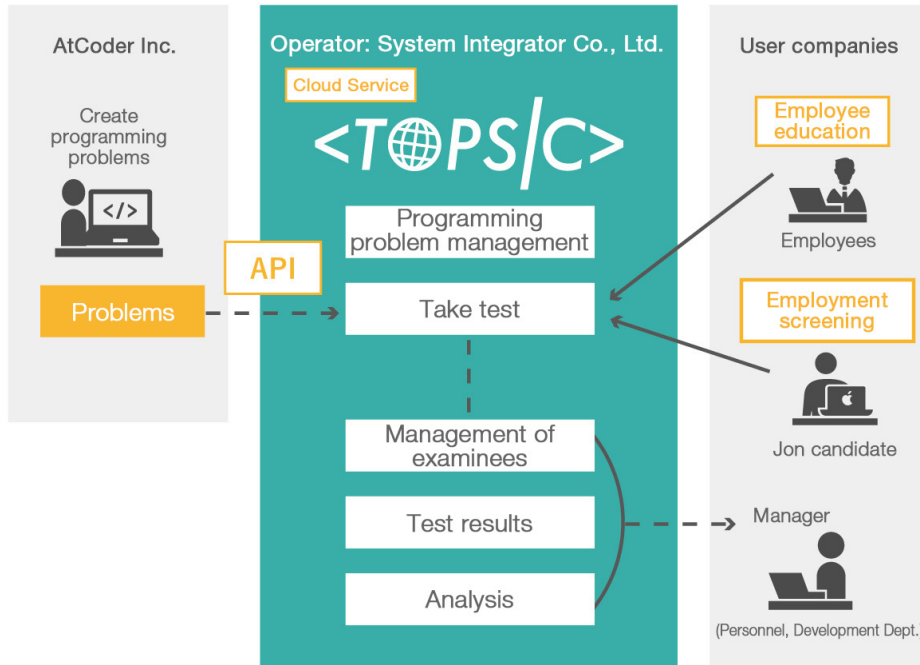 AtCoder Inc.
Create
programming
problems
</>
Problems
API
Operator: System Integrator Co., Ltd.
Cloud Service
<TOPS/C>
Programming
problem management
Take test
Management of
examinees
Test results
Analysis
User companies
Employee
education
Employees
Employment
screening
Jon candidate
Manager
(Personnel, Development Dept.)